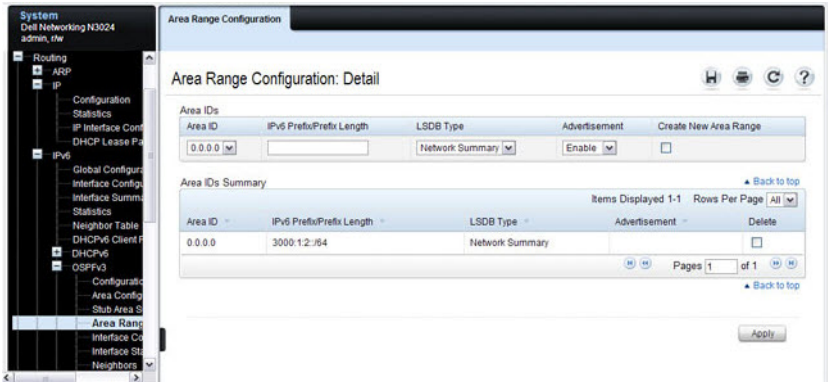 System
Dell Networking N3024
admin, r/w
Routing
ARP
IP
Configuration
Statistics
IP Interface Conf
DHCP Lease Pa
IPv6
Global Configura
Interface Configu
Interface Summa
Statistics
Neighbor Table
DHCPv6 Client P
DHCPv6
OSPFv3
Configuratio
Area Config
Stub Area S
Area Rang
Interface Co
Interface Sta
Neighbors
Area Range Configuration
Area Range Configuration: Detail
Area IDs
Area ID IPv6 Prefix/Prefix Length LSDB Type Advertisement Create New Area Range
0.0.0.0 Network Summary Enable
Area IDs Summary Back to top
Items Displayed 1-1 Rows Per Page All
Area ID IPv6 Prefix/Prefix Length LSDB Type Advertisement Delete
0.0.0.0 3000:1:2::/64 Network Summary
Pages 1 of 1
Back to top
Apply